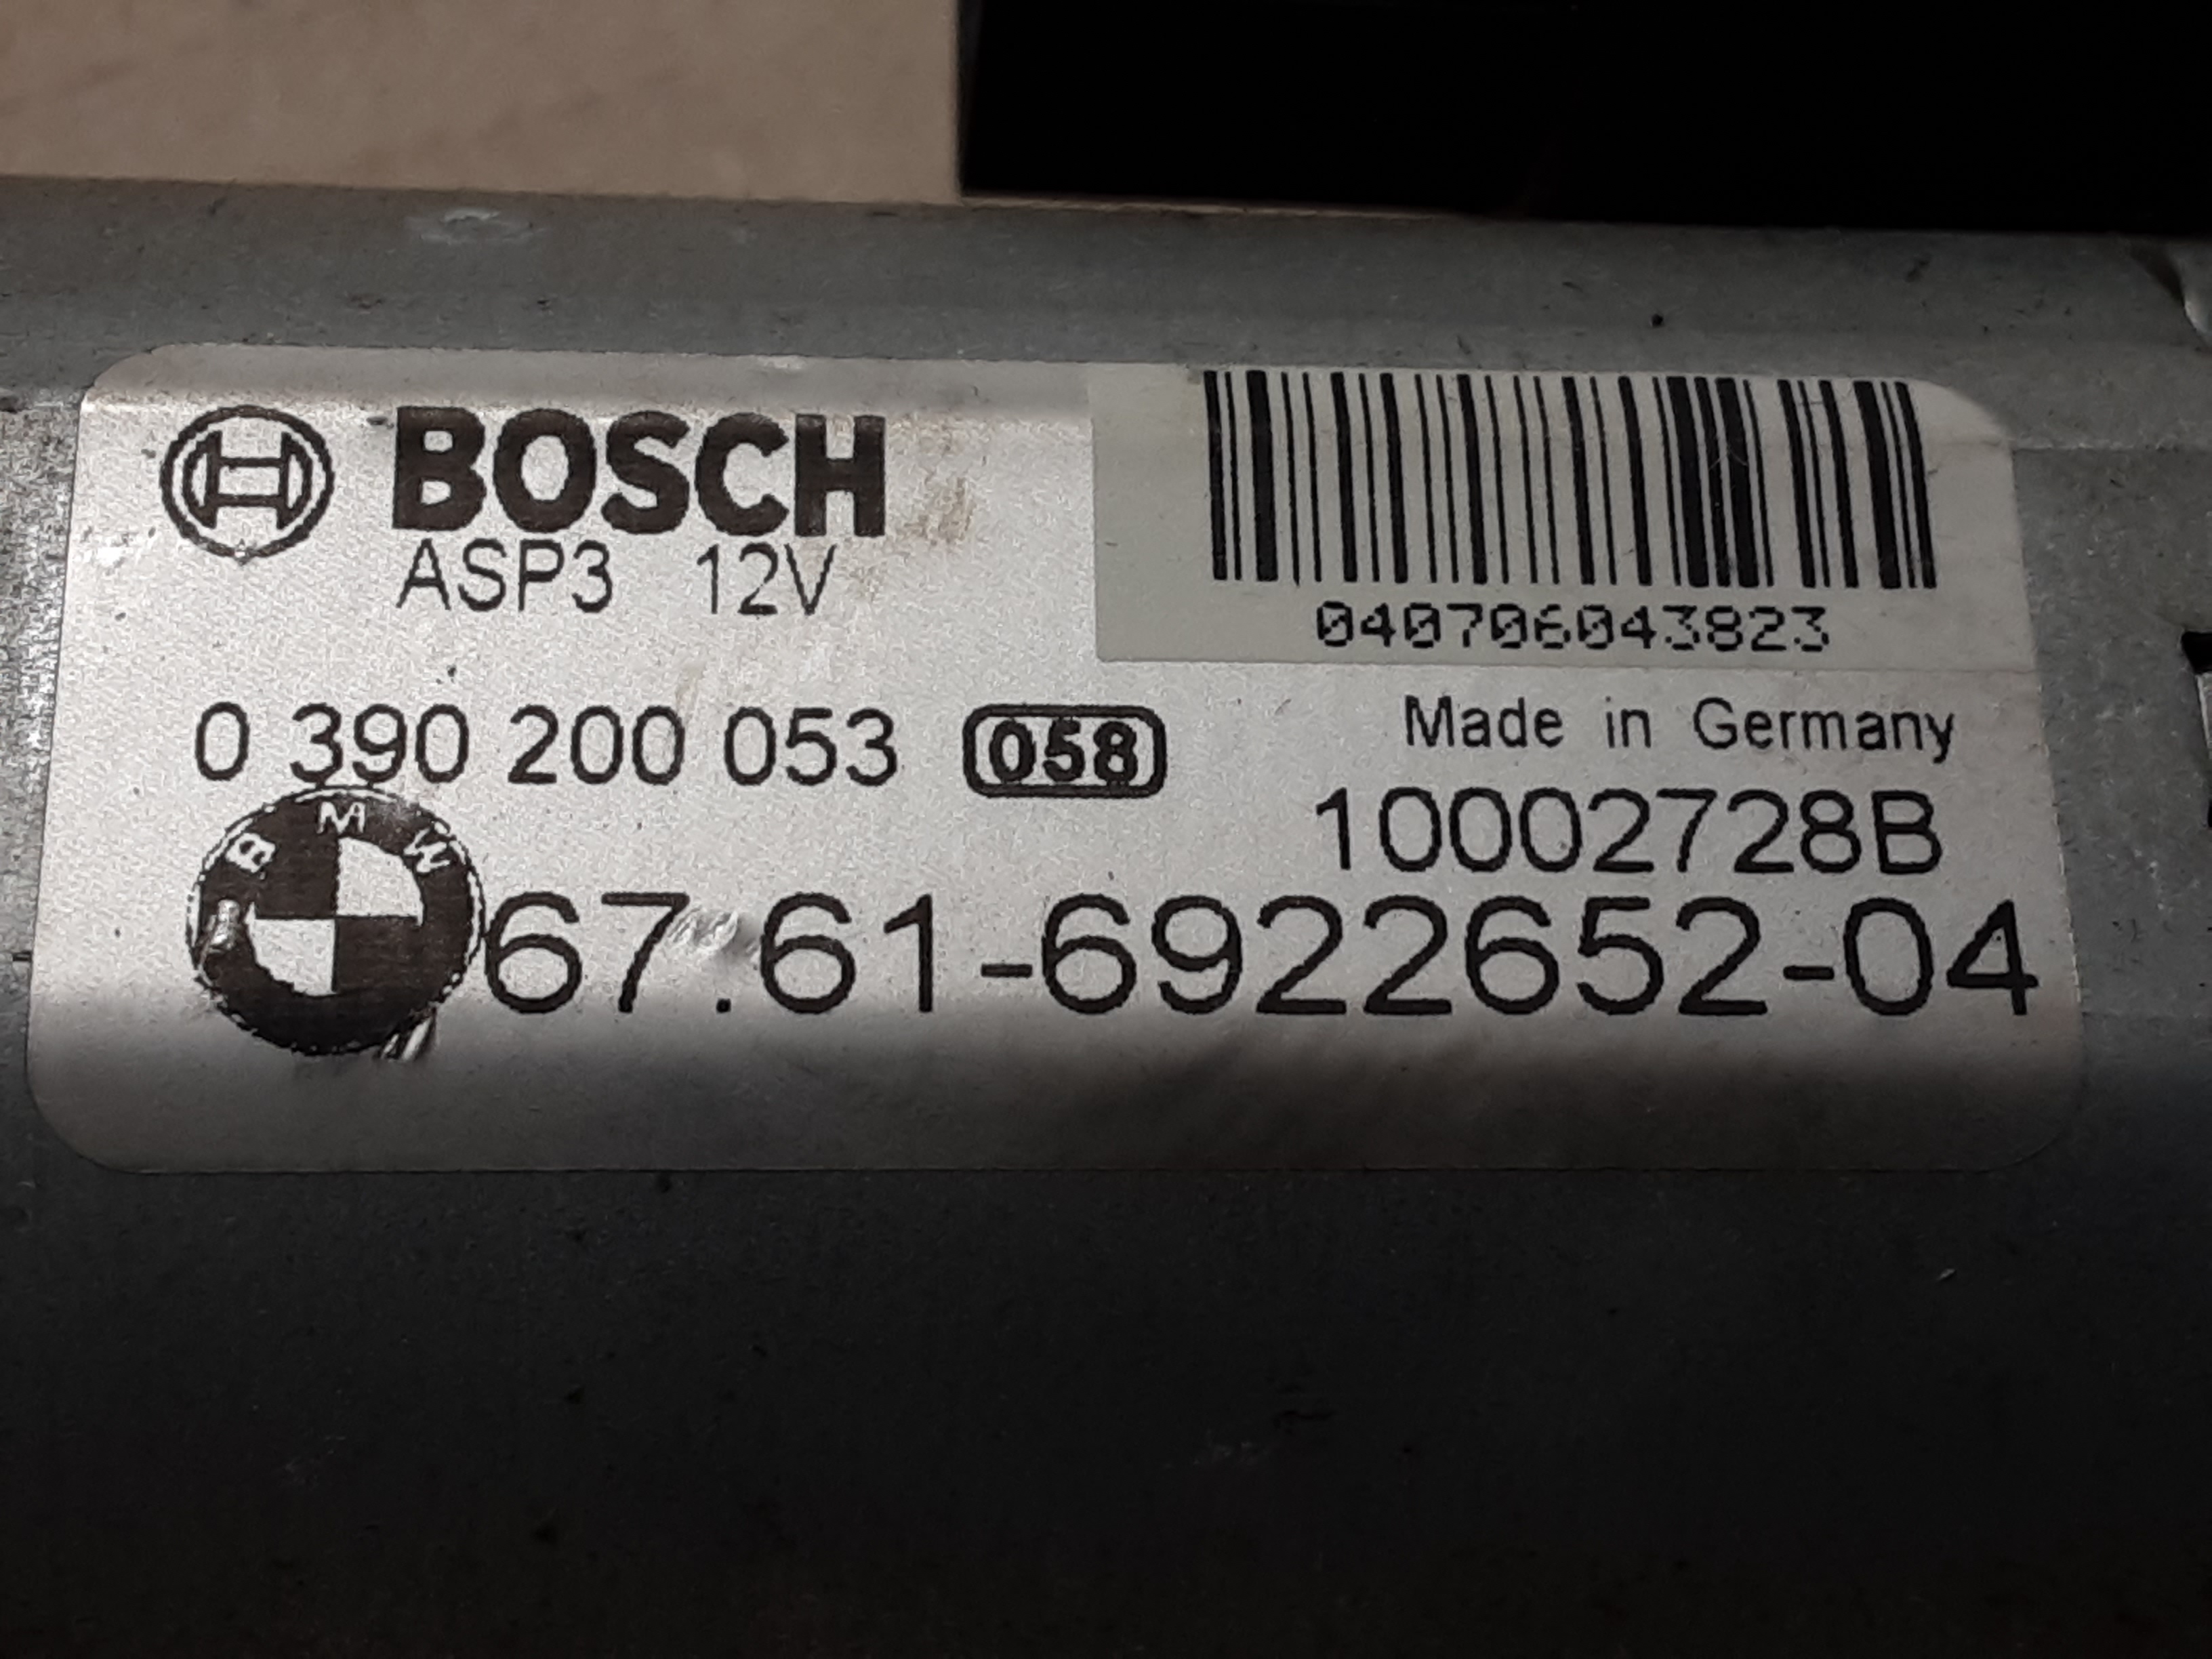 BOSCH
ASP3 12V
040706043823
0 390 200 053 058
Made in Germany
10002728B
BMW
67.61-6922652-04